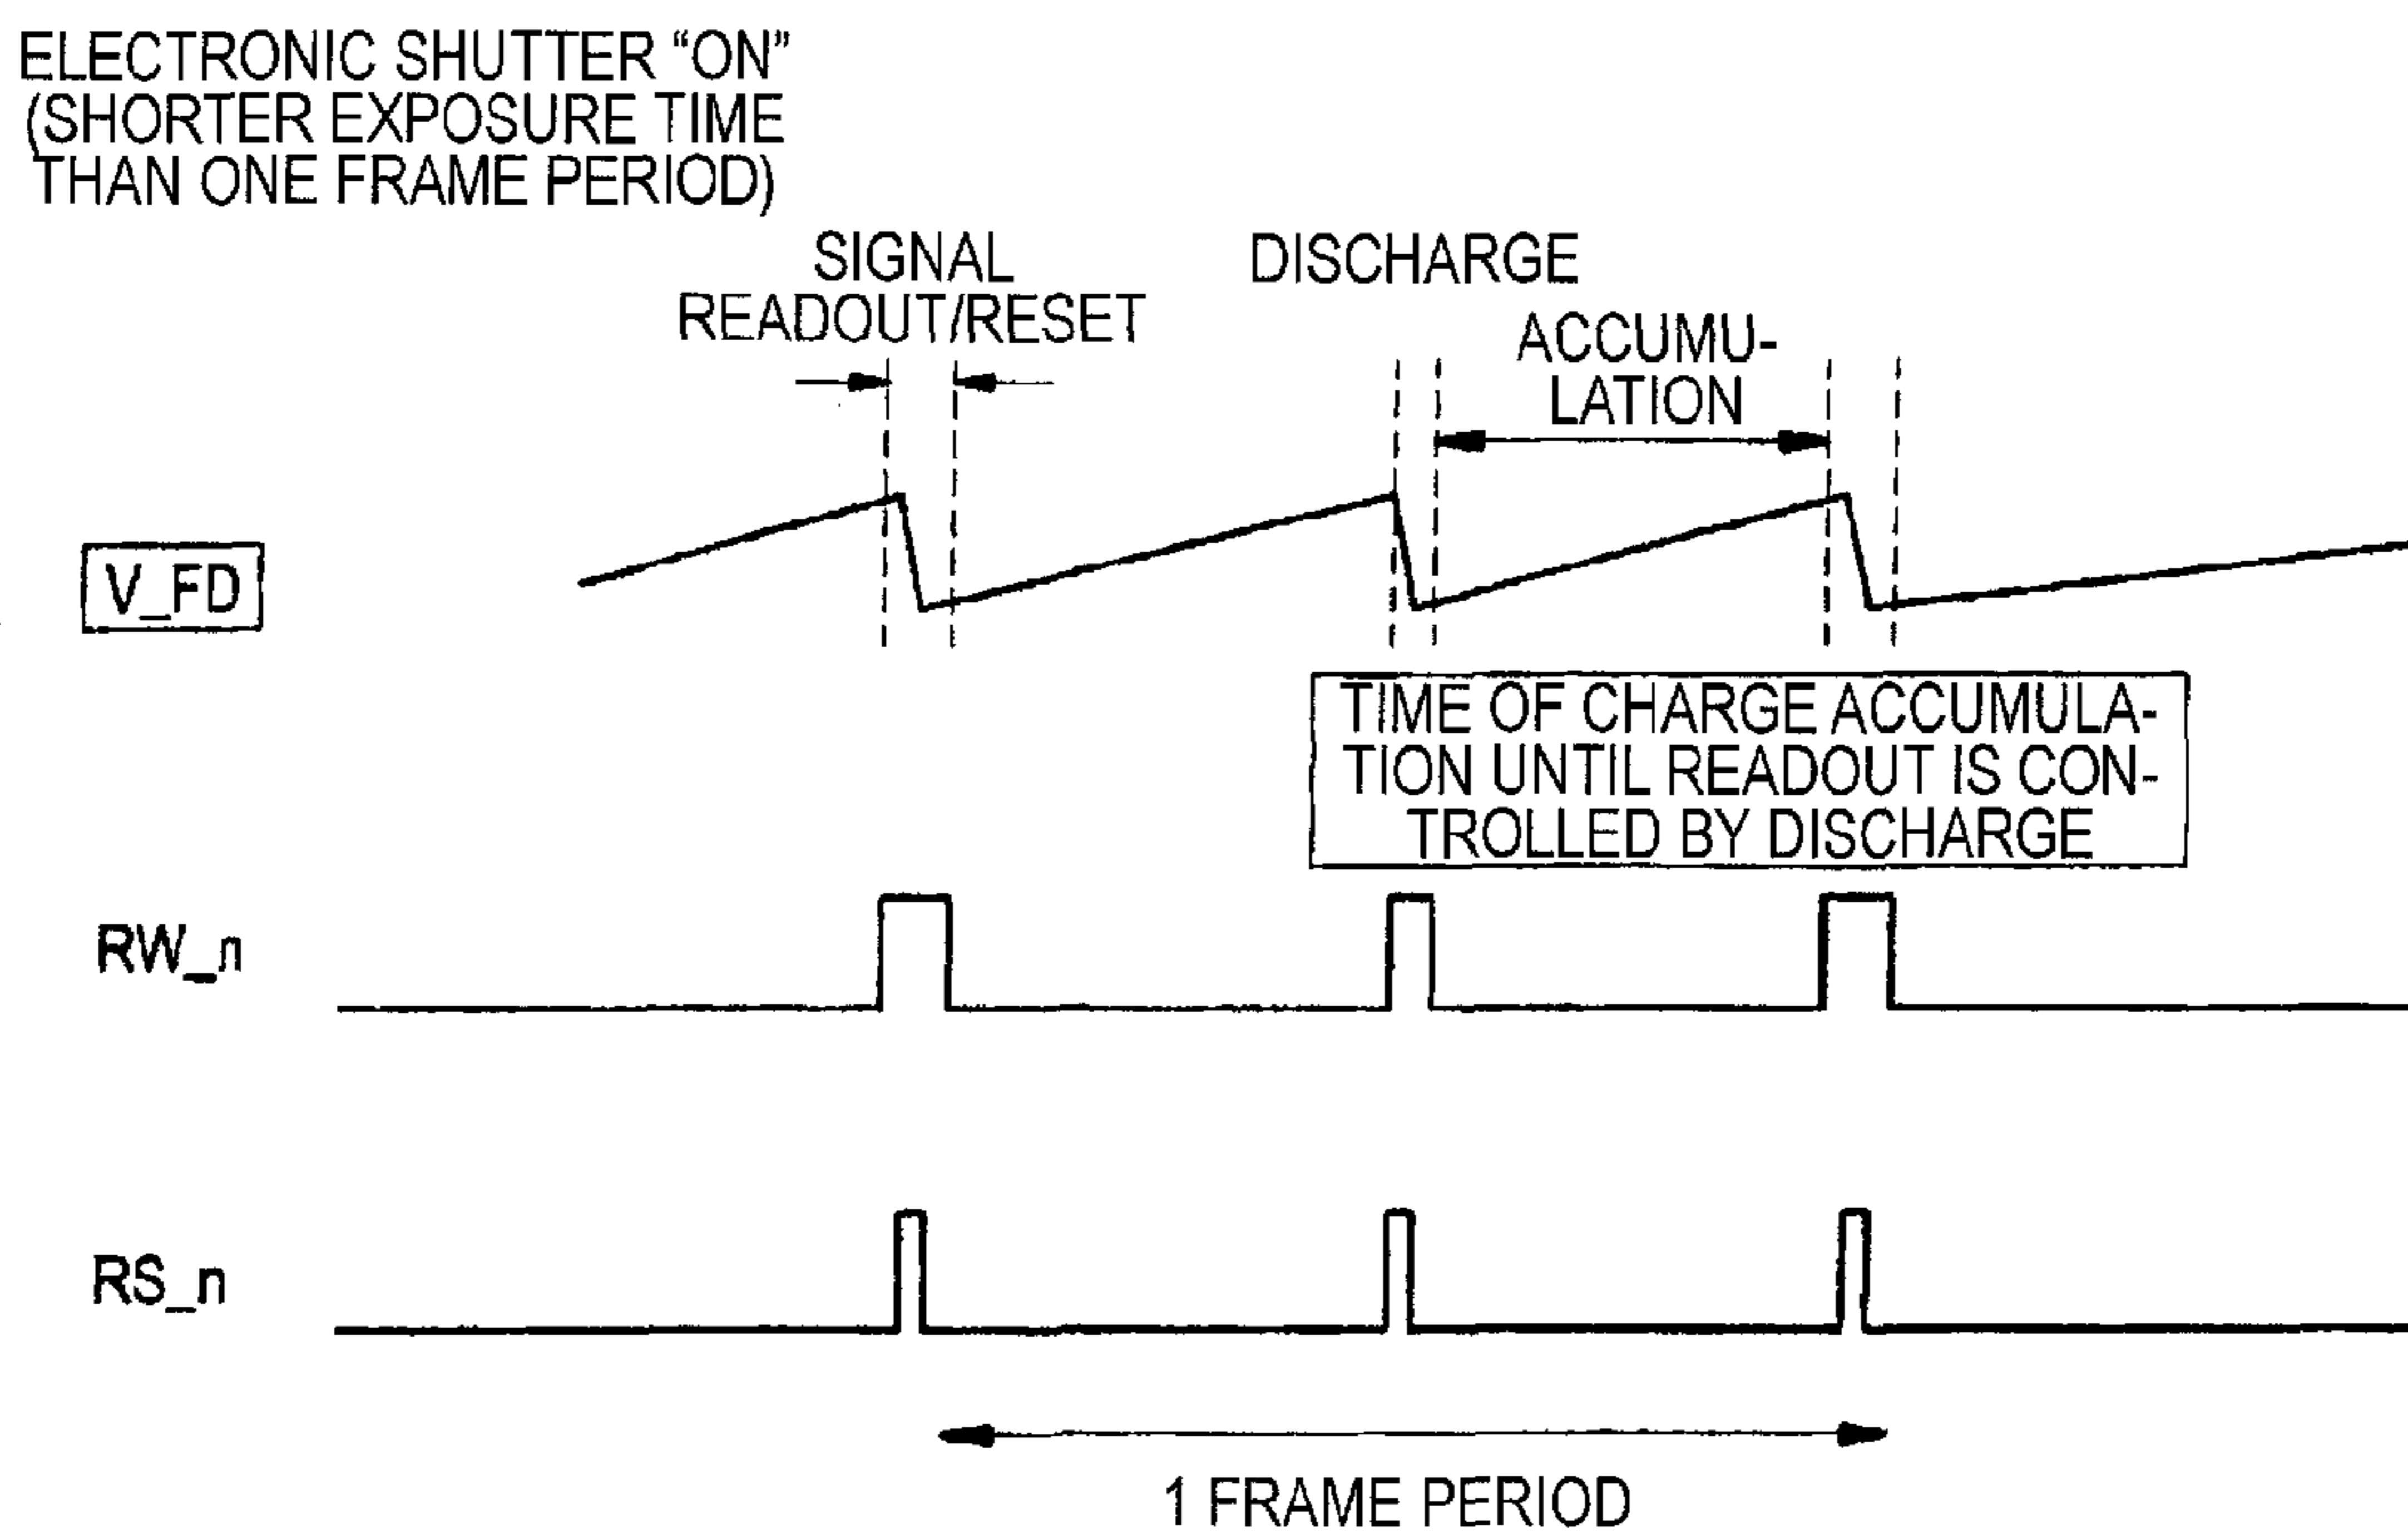 ELECTRONIC SHUTTER “ON”
(SHORTER EXPOSURE TIME
THAN ONE FRAME PERIOD)
SIGNAL
READOUT/RESET
DISCHARGE
ACCUMU-
LATION
V_FD
TIME OF CHARGE ACCUMULA-
TION UNTIL READOUT IS CON-
TROLLED BY DISCHARGE
RW_n
RS_n
1 FRAME PERIOD